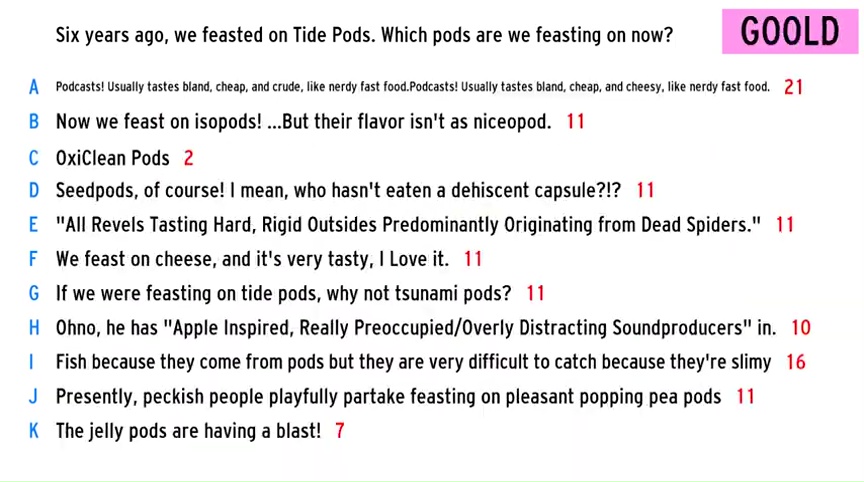 Six years ago, we feasted on Tide Pods. Which pods are we feasting on now?
GOOLD
A Podcasts! Usually tastes bland, cheap, and crude, like nerdy fast food.Podcasts! Usually tastes bland, cheap, and cheesy, like nerdy fast food. 21
B Now we feast on isopods! ...But their flavor isn't as niceopod. 11
C OxiClean Pods 2
D Seedpods, of course! I mean, who hasn't eaten a dehiscent capsule?!? 11
E "All Revels Tasting Hard, Rigid Outsides Predominantly Originating from Dead Spiders." 11
F We feast on cheese, and it's very tasty, I Love it. 11
G If we were feasting on tide pods, why not tsunami pods? 11
H Ohno, he has "Apple Inspired, Really Preoccupied/Overly Distracting Soundproducers" in. 10
I Fish because they come from pods but they are very difficult to catch because they're slimy 16
J Presently, peckish people playfully partake feasting on pleasant popping pea pods 11
K The jelly pods are having a blast! 7